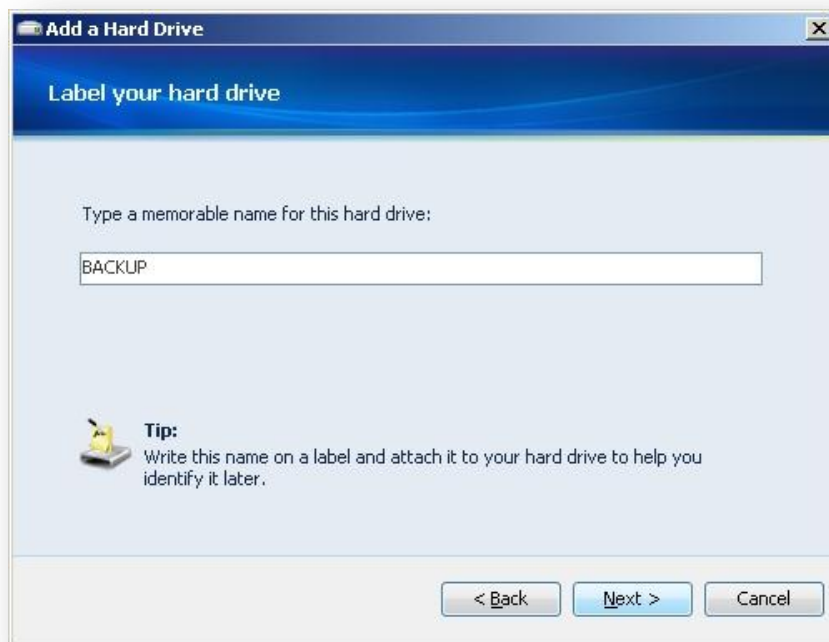 Add a Hard Drive
Label your hard drive
Type a memorable name for this hard drive:
BACKUP
Tip:
Write this name on a label and attach it to your hard drive to help you
identify it later.
< Back
Next >
Cancel